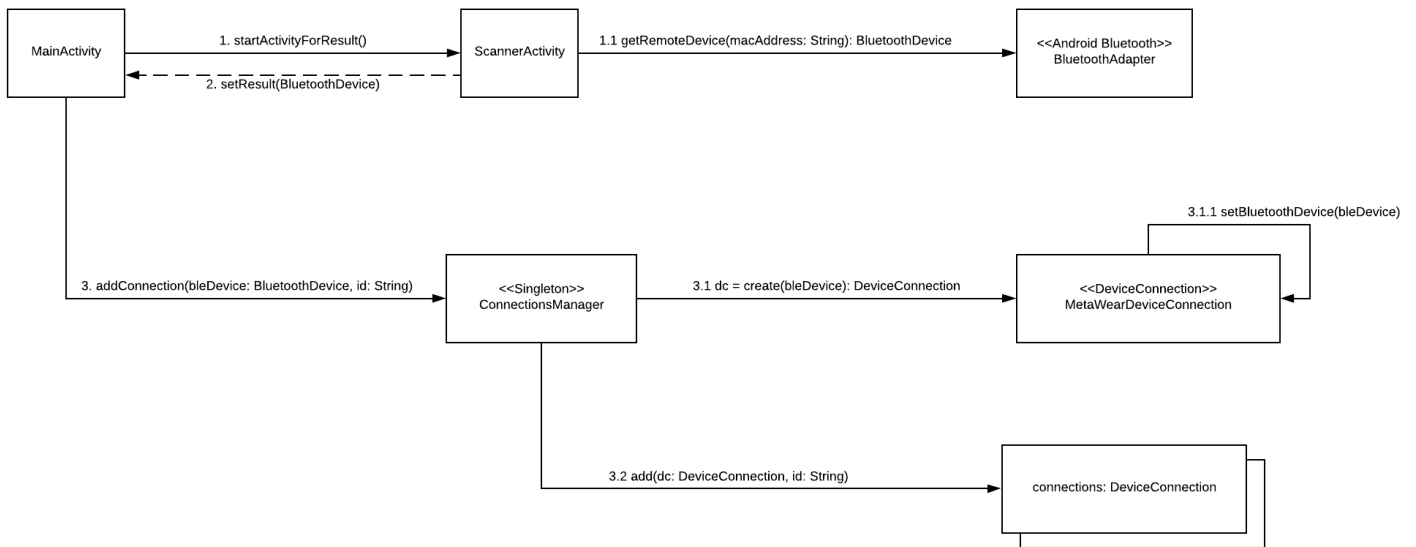 MainActivity
1. startActivityForResult()
ScannerActivity
1.1 getRemoteDevice(macAddress: String): BluetoothDevice
<<Android Bluetooth>>
BluetoothAdapter
2. setResult(BluetoothDevice)
3.1.1 setBluetoothDevice(bleDevice)
3. addConnection(bleDevice: BluetoothDevice, id: String)
<<Singleton>>
ConnectionsManager
3.1 dc = create(bleDevice): DeviceConnection
<<DeviceConnection>>
MetaWearDeviceConnection
3.2 add(dc: DeviceConnection, id: String)
connections: DeviceConnection